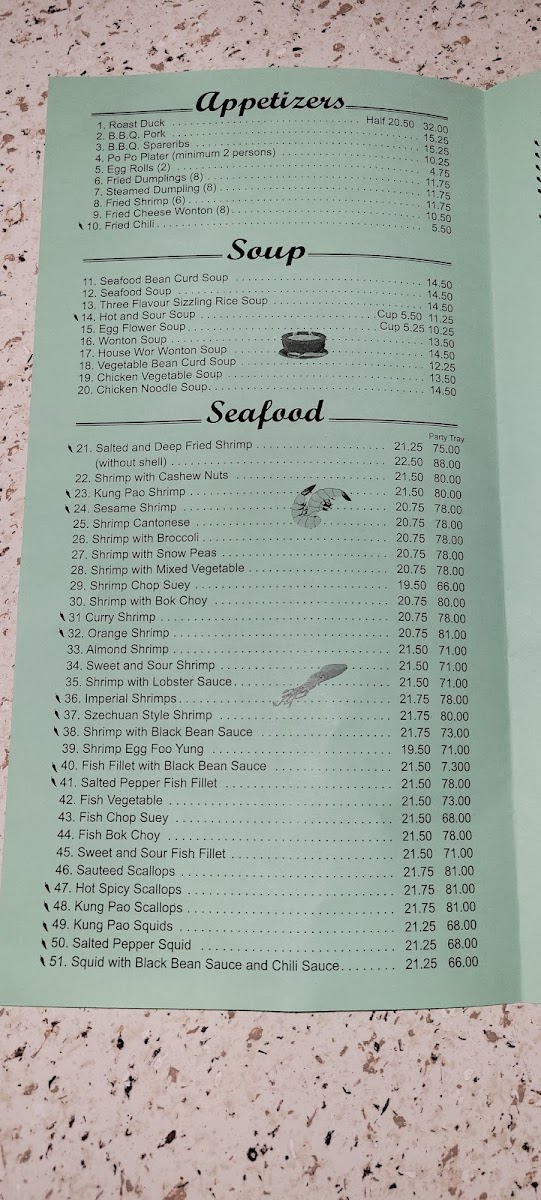 Appetizers
1. Roast Duck Half 20.50 32.00
2. B.B.Q. Pork 15.25
3. B.B.Q. Spareribs 15.25
4. Po Po Plater (minimum 2 persons) 10.25
5. Egg Rolls (2) 4.75
6. Fried Dumplings (8) 11.75
7. Steamed Dumpling (8) 11.75
8. Fried Shrimp (6) 11.75
9. Fried Cheese Wonton (8) 10.50
10. Fried Chili 5.50
Soup
11. Seafood Bean Curd Soup 14.50
12. Seafood Soup 14.50
13. Three Flavour Sizzling Rice Soup 14.50
14. Hot and Sour Soup Cup 5.50 11.25
15. Egg Flower Soup Cup 5.25 10.25
16. Wonton Soup 13.50
17. House Wor Wonton Soup 14.50
18. Vegetable Bean Curd Soup 12.25
19. Chicken Vegetable Soup 13.50
20. Chicken Noodle Soup 14.50
Seafood
Party Tray
21. Salted and Deep Fried Shrimp 21.25 75.00
(without shell) 22.50 88.00
22. Shrimp with Cashew Nuts 21.50 80.00
23. Kung Pao Shrimp 21.50 80.00
24. Sesame Shrimp 20.75 78.00
25. Shrimp Cantonese 20.75 78.00
26. Shrimp with Broccoli 20.75 78.00
27. Shrimp with Snow Peas 20.75 78.00
28. Shrimp with Mixed Vegetable 20.75 78.00
29. Shrimp Chop Suey 19.50 66.00
30. Shrimp with Bok Choy 20.75 80.00
31 Curry Shrimp 20.75 78.00
32. Orange Shrimp 20.75 81.00
33. Almond Shrimp 21.50 71.00
34. Sweet and Sour Shrimp 21.50 71.00
35. Shrimp with Lobster Sauce 21.50 71.00
36. Imperial Shrimps 21.75 78.00
37. Szechuan Style Shrimp 21.75 80.00
38. Shrimp with Black Bean Sauce 21.75 73.00
39. Shrimp Egg Foo Yung 19.50 71.00
40. Fish Fillet with Black Bean Sauce 21.50 7.300
41. Salted Pepper Fish Fillet 21.50 78.00
42. Fish Vegetable 21.50 73.00
43. Fish Chop Suey 21.50 68.00
44. Fish Bok Choy 21.50 78.00
45. Sweet and Sour Fish Fillet 21.50 71.00
46. Sauteed Scallops 21.75 81.00
47. Hot Spicy Scallops 21.75 81.00
48. Kung Pao Scallops 21.75 81.00
49. Kung Pao Squids 21.25 68.00
50. Salted Pepper Squid 21.25 68.00
51. Squid with Black Bean Sauce and Chili Sauce 21.25 66.00